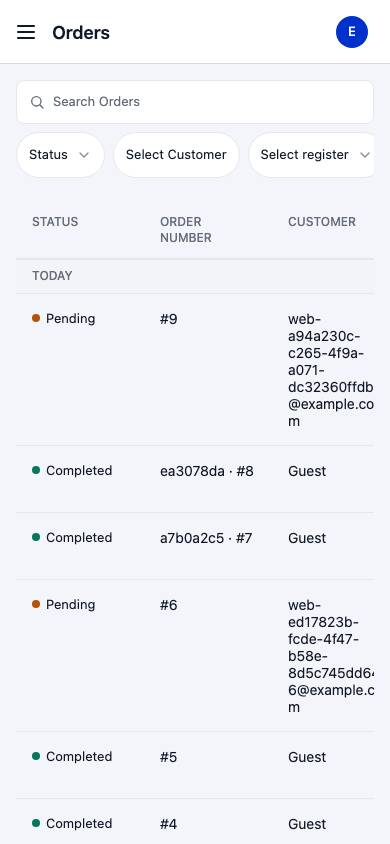 Orders
E
Search Orders
Status
Select Customer
Select register
STATUS
ORDER
NUMBER
CUSTOMER
TODAY
Pending
#9
web-
a94a230c-
c265-4f9a-
a071-
dc32360ffdb
@example.co
m
Completed
ea3078da · #8
Guest
Completed
a7b0a2c5 · #7
Guest
Pending
#6
web-
ed17823b-
fcde-4f47-
b58e-
8d5c745dd64
6@example.c
m
Completed
#5
Guest
Completed
#4
Guest